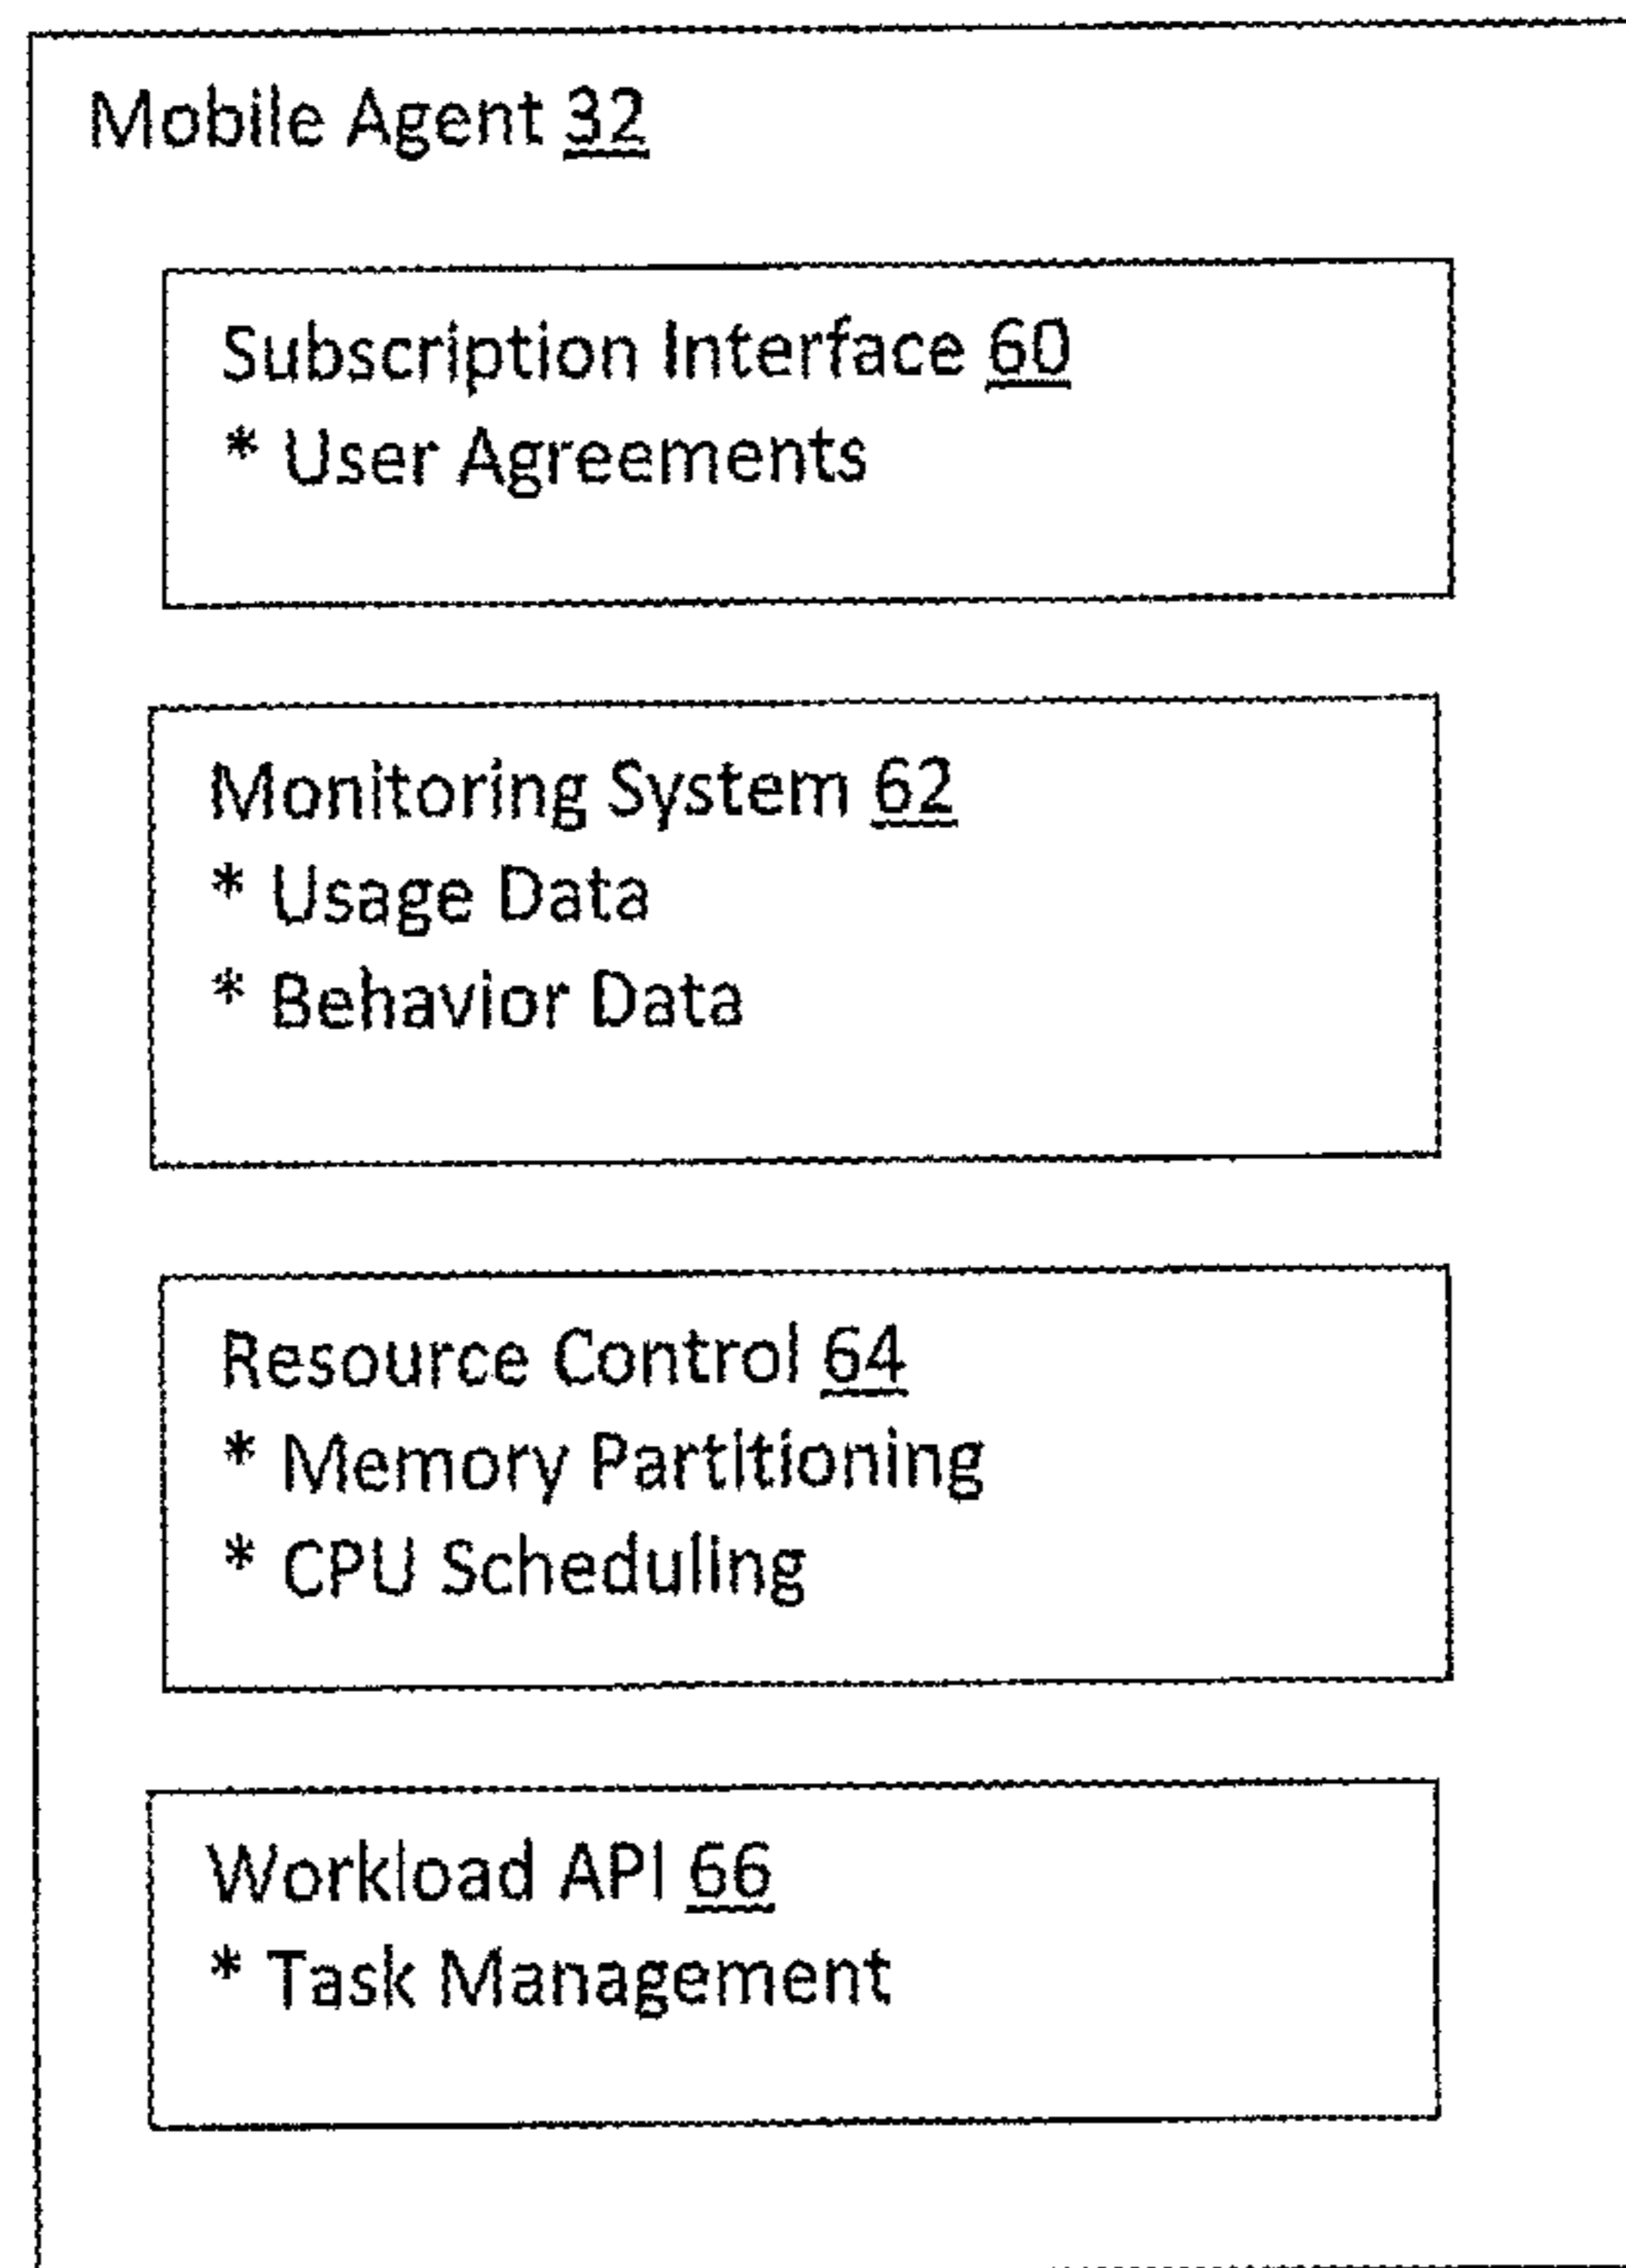 Mobile Agent 32
Subscription Interface 60
* User Agreements
Monitoring System 62
* Usage Data
* Behavior Data
Resource Control 64
* Memory Partitioning
* CPU Scheduling
Workload API 66
* Task Management